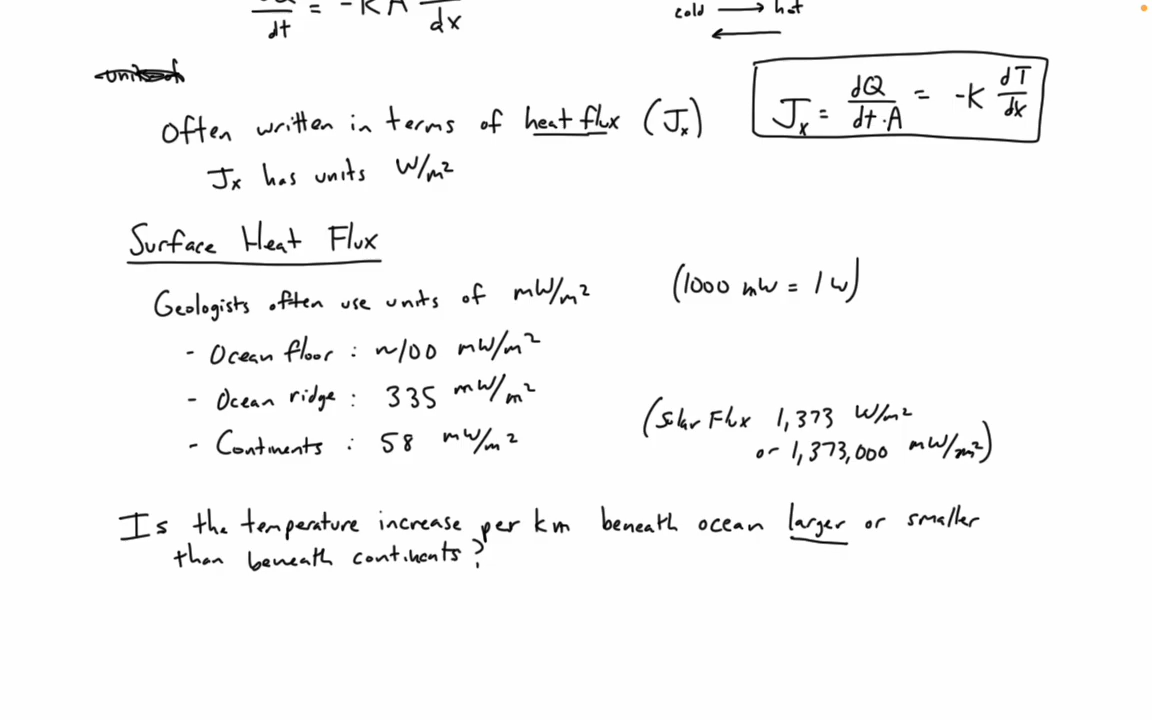 dt = -KA dx
cold → hot
←
Often written in terms of heat flux (Jx)
Jx = dQ/dt·A = -K dT/dx
Jx has units W/m²
Surface Heat Flux
Geologists often use units of mW/m² (1000 mW = 1 W)
- Ocean floor : ~100 mW/m²
- Ocean ridge : 335 mW/m²
- Continents : 58 mW/m²
(Solar Flux 1,373 W/m²
or 1,373,000 mW/m²)
Is the temperature increase per km beneath ocean larger or smaller
than beneath continents?